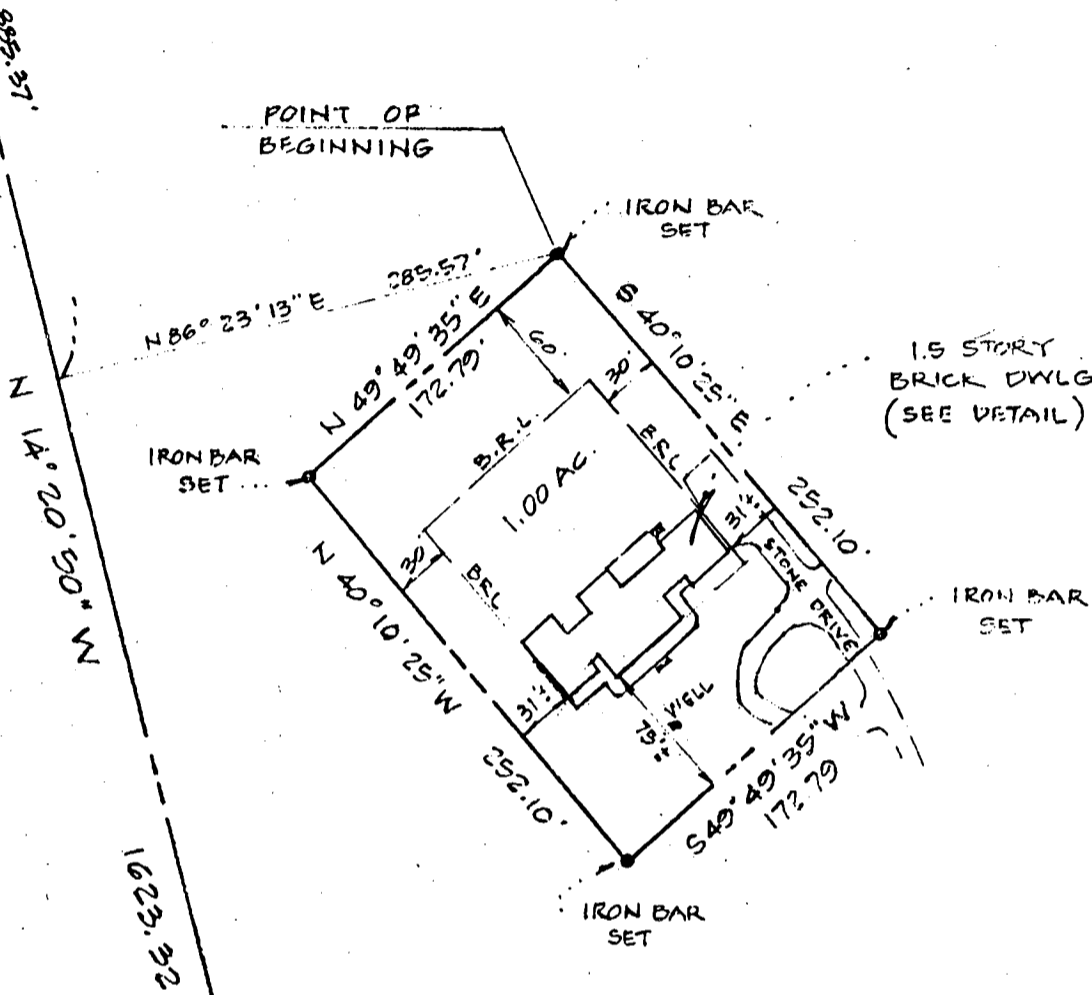 885.37'
POINT OF
BEGINNING
IRON BAR
SET
N 86° 23' 13" E
285.57'
N 49° 49' 35" E
172.79'
S 40° 10' 25" E
252.10'
60'
30'
1.5 STORY
BRICK DWLG
(SEE DETAIL)
IRON BAR
SET
B.R.L.
BRL
1.00 AC.
31'±
STONE DRIVE
N 14° 20' 50" W
30'
BRL
N 40° 10' 25" W
252.10'
IRON BAR
SET
31'±
WELL
75'±
S 49° 49' 35" W
172.79
1623.32
IRON BAR
SET